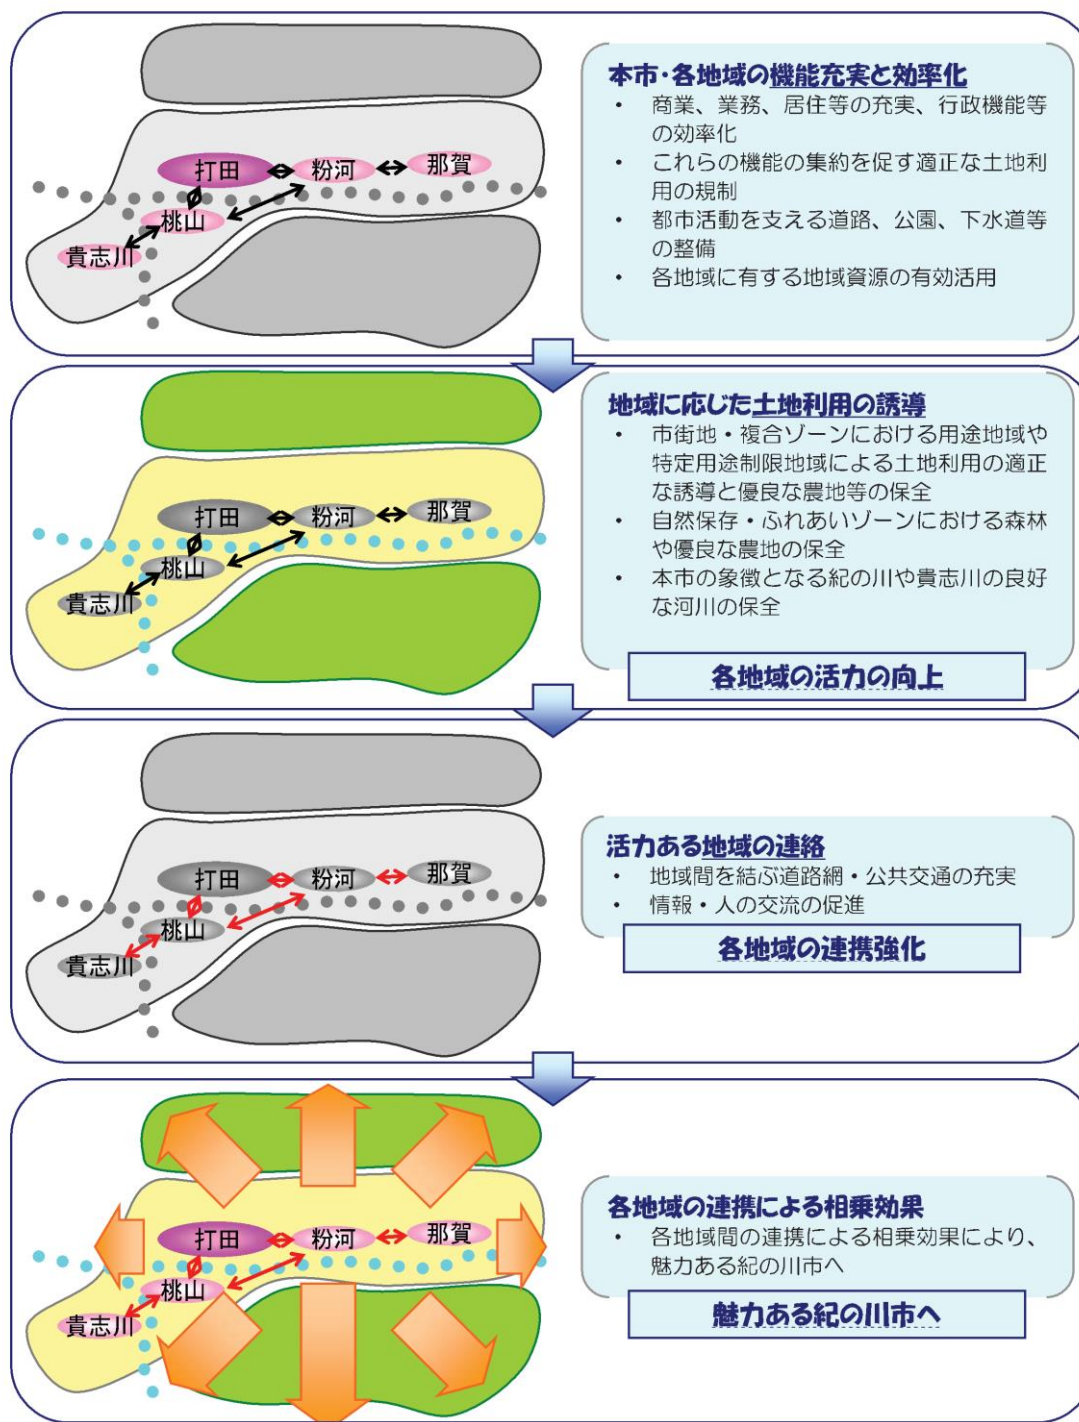 本市・各地域の機能充実と効率化
・ 商業、業務、居住等の充実、行政機能等
の効率化
・ これらの機能の集約を促す適正な土地利
用の規制
・ 都市活動を支える道路、公園、下水道等
の整備
・ 各地域に有する地域資源の有効活用
打田
粉河
那賀
桃山
貴志川
地域に応じた土地利用の誘導
・ 市街地・複合ゾーンにおける用途地域や
特定用途制限地域による土地利用の適正
な誘導と優良な農地等の保全
・ 自然保存・ふれあいゾーンにおける森林
や優良な農地の保全
・ 本市の象徴となる紀の川や貴志川の良好
な河川の保全
各地域の活力の向上
打田
粉河
那賀
桃山
貴志川
活力ある地域の連絡
・ 地域間を結ぶ道路網・公共交通の充実
・ 情報・人の交流の促進
各地域の連携強化
打田
粉河
那賀
桃山
貴志川
各地域の連携による相乗効果
・ 各地域間の連携による相乗効果により、
魅力ある紀の川市へ
魅力ある紀の川市へ
打田
粉河
那賀
桃山
貴志川